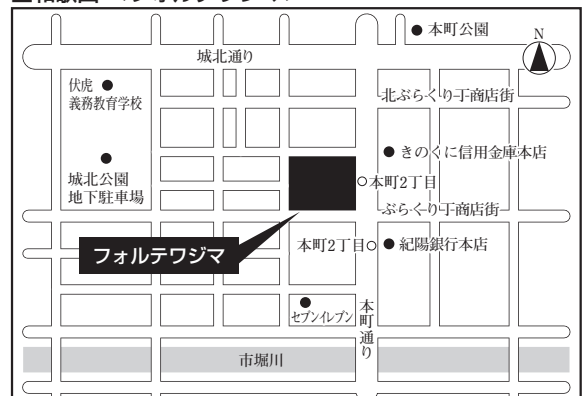 本町公園
N
城北通り
伏虎
義務教育学校
北ぶらくり丁商店街
きのくに信用金庫本店
城北公園
地下駐車場
本町2丁目
ぶらくり丁商店街
フォルテワジマ
本町2丁目
紀陽銀行本店
セブンイレブン
本町通り
市堀川